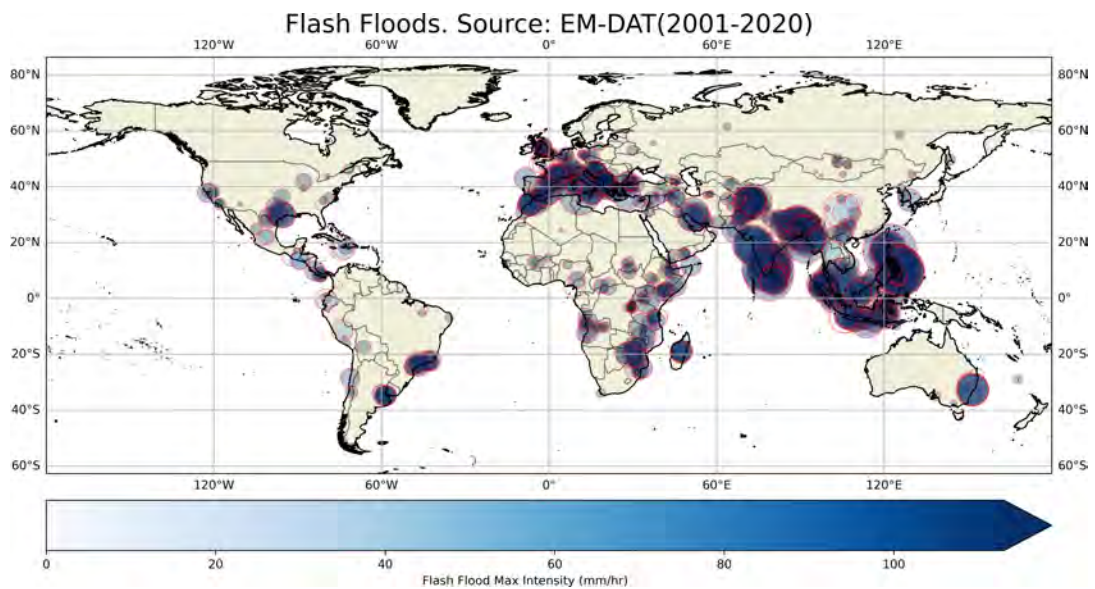 Flash Floods. Source: EM-DAT(2001-2020)
120°W 60°W 0° 60°E 120°E
80°N 80°N
60°N 60°N
40°N 40°N
20°N 20°N
0° 0°
20°S 20°S
40°S 40°S
60°S 60°S
120°W 60°W 0° 60°E 120°E
0 20 40 60 80 100
Flash Flood Max Intensity (mm/hr)